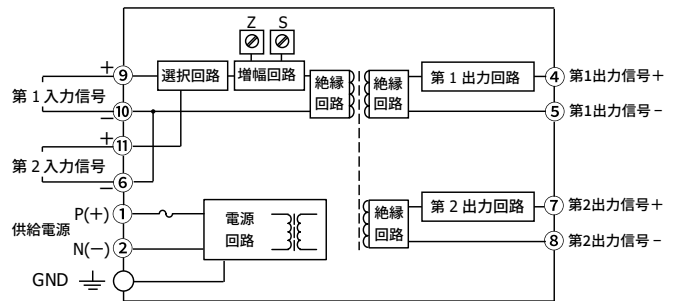 Z S
+ ⑨ 選択回路 増幅回路 絶縁回路 絶縁回路 第1出力回路 ④ 第1出力信号+
第1入力信号
− ⑩ ⑤ 第1出力信号−
+ ⑪
第2入力信号
− ⑥
P(+) ① 電源回路 絶縁回路 第2出力回路 ⑦ 第2出力信号+
供給電源
N(−) ② ⑧ 第2出力信号−
GND